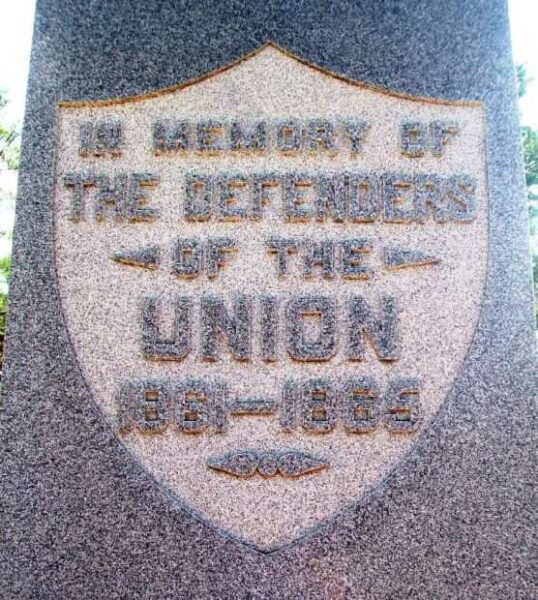 IN MEMORY OF
THE DEFENDERS
OF THE
UNION
1861-1865